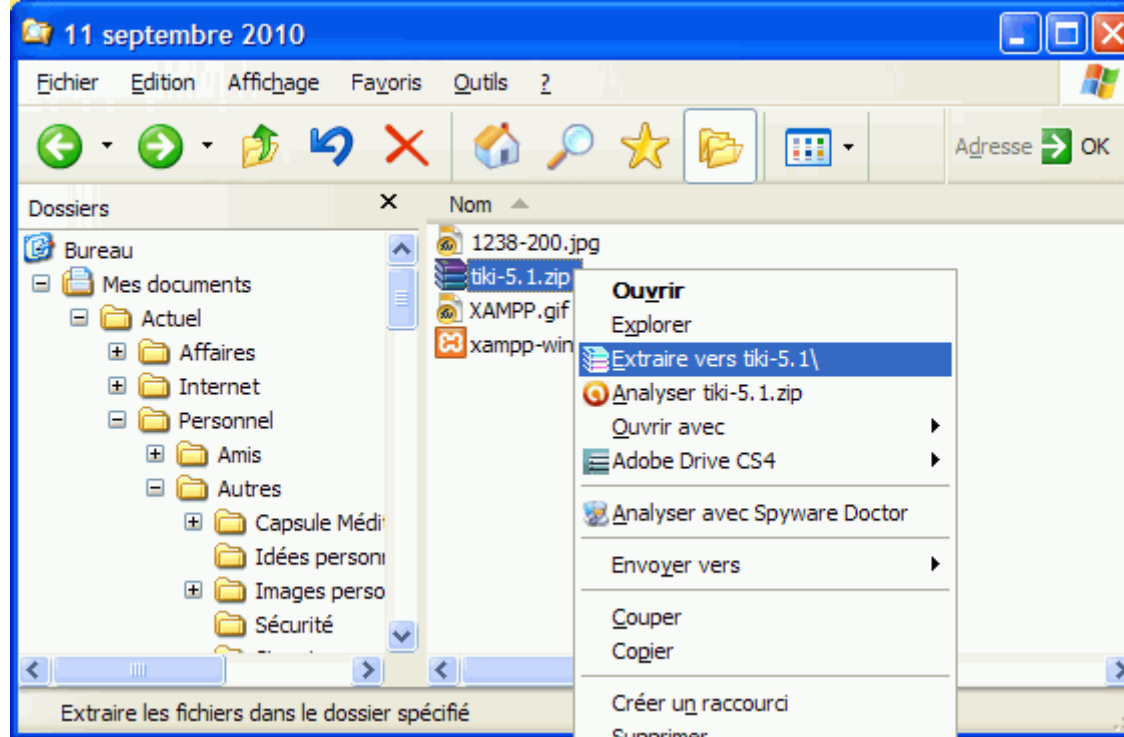 11 septembre 2010
Fichier Edition Affichage Favoris Outils ?
Adresse OK
Dossiers
Bureau
Mes documents
Actuel
Affaires
Internet
Personnel
Amis
Autres
Capsule Médi
Idées person
Images perso
Sécurité
Nom
1238-200.jpg
tiki-5.1.zip
XAMPP.gif
xampp-win
Ouvrir
Explorer
Extraire vers tiki-5.1\
Analyser tiki-5.1.zip
Ouvrir avec
Adobe Drive CS4
Analyser avec Spyware Doctor
Envoyer vers
Couper
Copier
Créer un raccourci
Supprimer
Extraire les fichiers dans le dossier spécifié